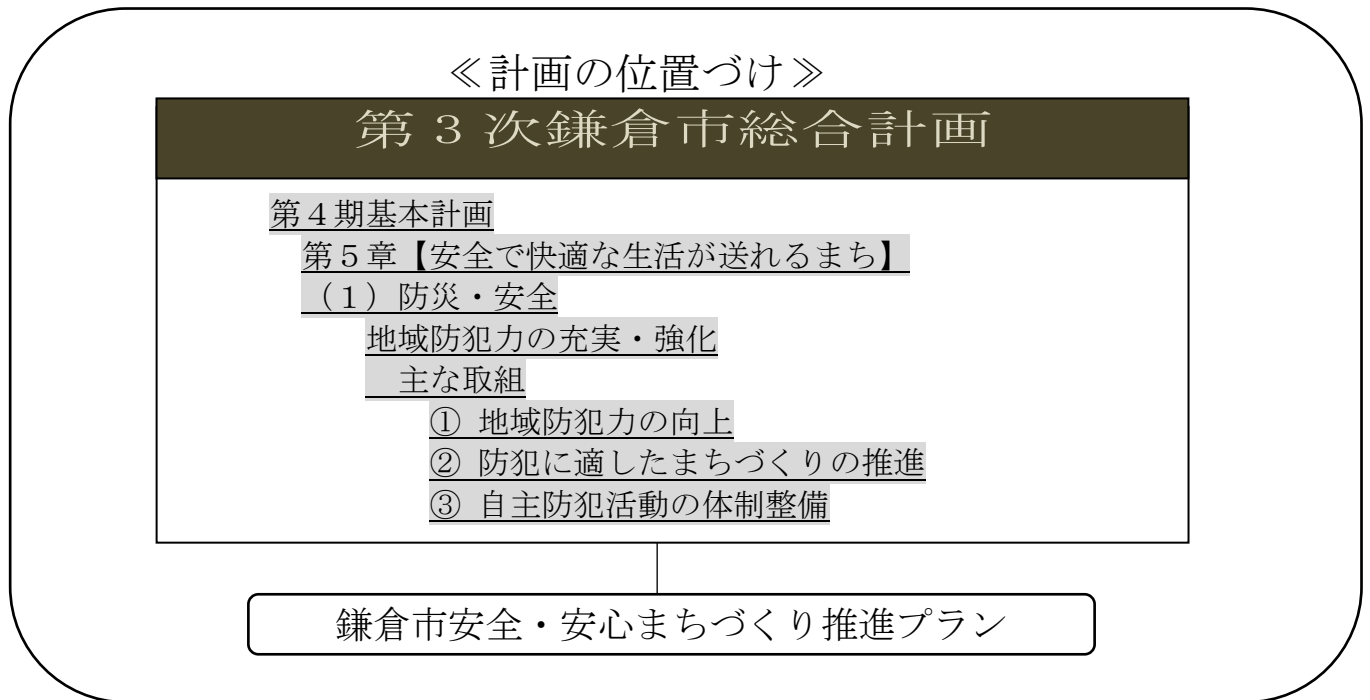 ≪計画の位置づけ≫
第３次鎌倉市総合計画
第４期基本計画
第５章【安全で快適な生活が送れるまち】
（１）防災・安全
地域防犯力の充実・強化
主な取組
① 地域防犯力の向上
② 防犯に適したまちづくりの推進
③ 自主防犯活動の体制整備
鎌倉市安全・安心まちづくり推進プラン